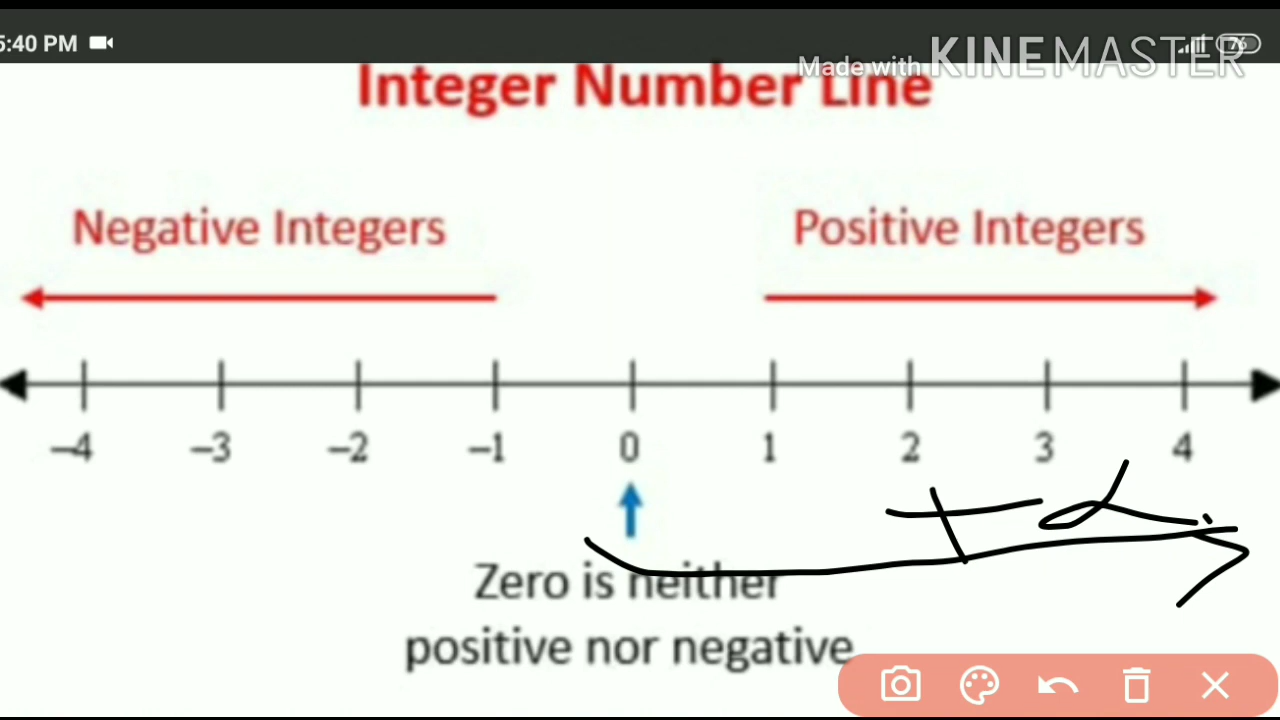 5:40 PM
76
Made with KINEMASTER
Integer Number Line
Negative Integers Positive Integers
–4 –3 –2 –1 0 1 2 3 4
Zero is neither
positive nor negative